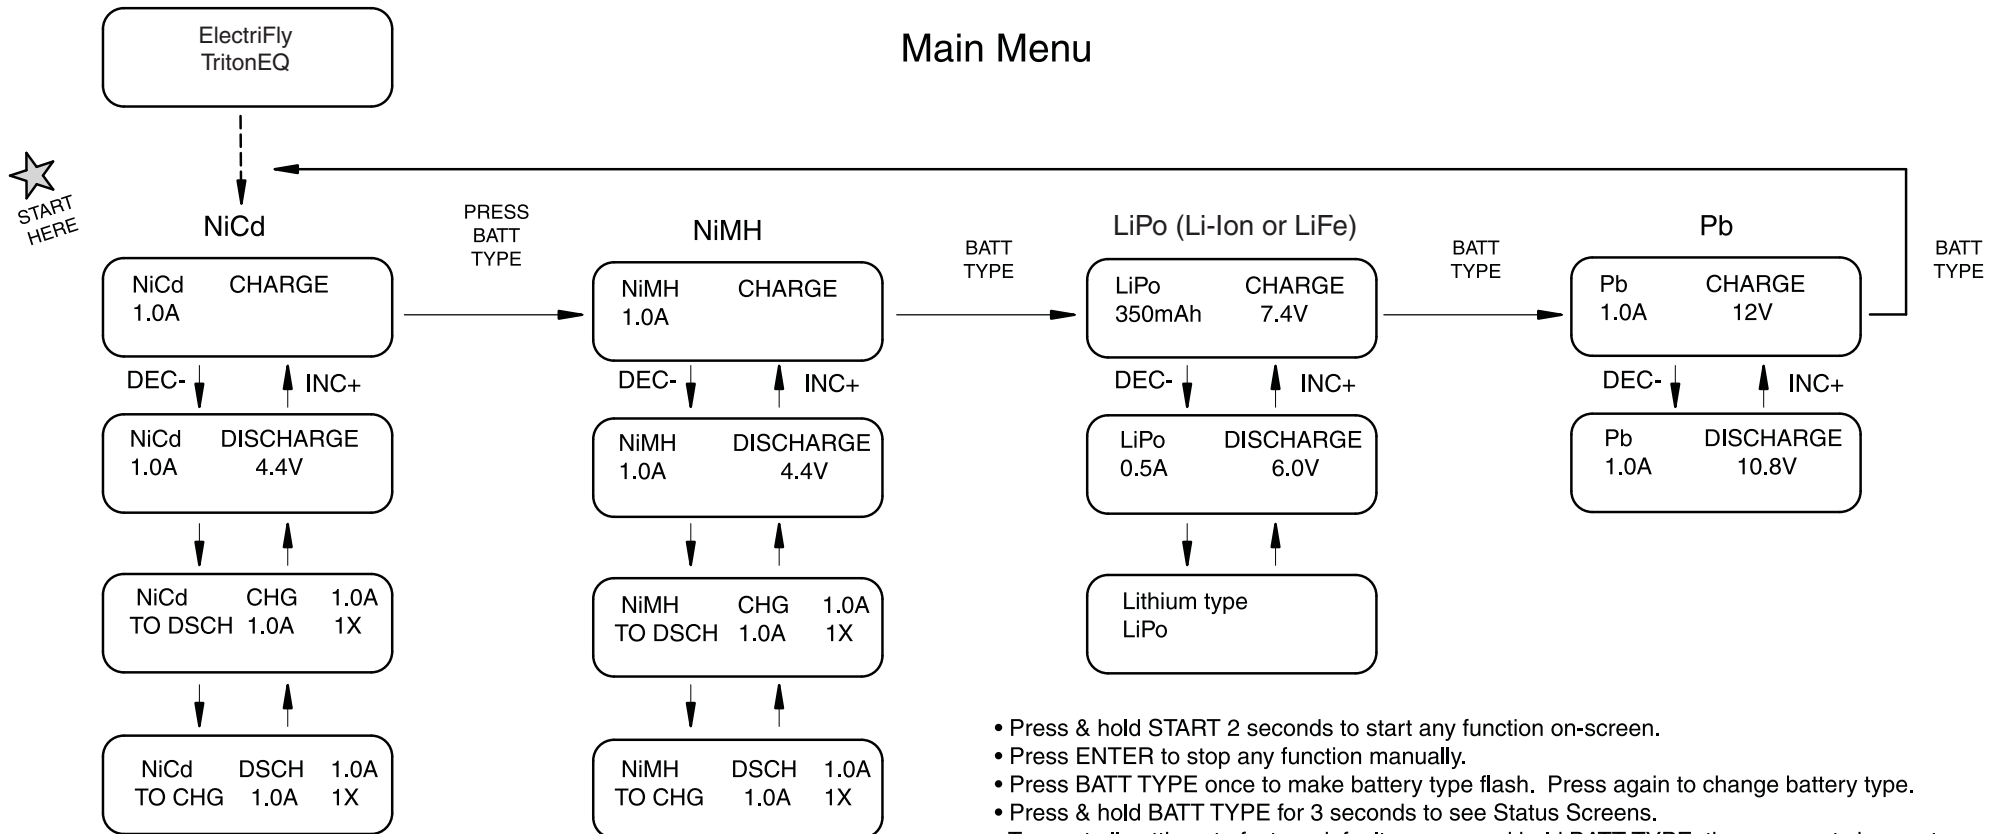 ElectriFly
TritonEQ
Main Menu
START
HERE
NiCd
PRESS
BATT
TYPE
NiMH
BATT
TYPE
LiPo (Li-Ion or LiFe)
BATT
TYPE
Pb
BATT
TYPE
NiCd CHARGE
1.0A
NiMH CHARGE
1.0A
LiPo CHARGE
350mAh 7.4V
Pb CHARGE
1.0A 12V
DEC- INC+
DEC- INC+
DEC- INC+
DEC- INC+
NiCd DISCHARGE
1.0A 4.4V
NiMH DISCHARGE
1.0A 4.4V
LiPo DISCHARGE
0.5A 6.0V
Pb DISCHARGE
1.0A 10.8V
NiCd CHG 1.0A
TO DSCH 1.0A 1X
NiMH CHG 1.0A
TO DSCH 1.0A 1X
Lithium type
LiPo
NiCd DSCH 1.0A
TO CHG 1.0A 1X
NiMH DSCH 1.0A
TO CHG 1.0A 1X
• Press & hold START 2 seconds to start any function on-screen.
• Press ENTER to stop any function manually.
• Press BATT TYPE once to make battery type flash. Press again to change battery type.
• Press & hold BATT TYPE for 3 seconds to see Status Screens.